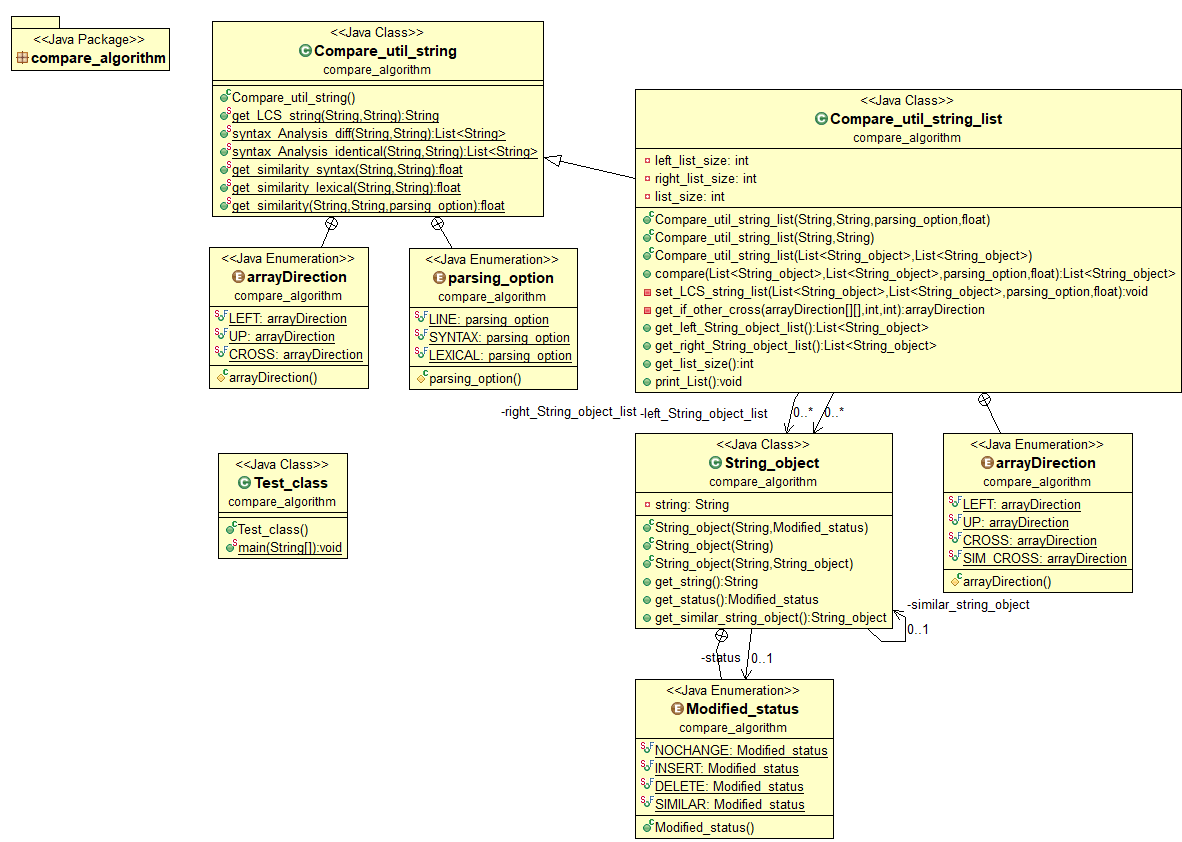 <<Java Package>>
compare_algorithm
<<Java Class>>
Compare_util_string
compare_algorithm
Compare_util_string()
get_LCS_string(String,String):String
syntax_Analysis_diff(String,String):List<String>
syntax_Analysis_identical(String,String):List<String>
get_similarity_syntax(String,String):float
get_similarity_lexical(String,String):float
get_similarity(String,String,parsing_option):float
<<Java Class>>
Compare_util_string_list
compare_algorithm
left_list_size: int
right_list_size: int
list_size: int
Compare_util_string_list(String,String,parsing_option,float)
Compare_util_string_list(String,String)
Compare_util_string_list(List<String_object>,List<String_object>)
compare(List<String_object>,List<String_object>,parsing_option,float):List<String_object>
set_LCS_string_list(List<String_object>,List<String_object>,parsing_option,float):void
get_if_other_cross(arrayDirection[][],int,int):arrayDirection
get_left_String_object_list():List<String_object>
get_right_String_object_list():List<String_object>
get_list_size():int
print_List():void
<<Java Enumeration>>
arrayDirection
compare_algorithm
LEFT: arrayDirection
UP: arrayDirection
CROSS: arrayDirection
arrayDirection()
<<Java Enumeration>>
parsing_option
compare_algorithm
LINE: parsing_option
SYNTAX: parsing_option
LEXICAL: parsing_option
parsing_option()
-right_String_object_list
-left_String_object_list
0..*
0..*
<<Java Class>>
Test_class
compare_algorithm
Test_class()
main(String[]):void
<<Java Class>>
String_object
compare_algorithm
string: String
String_object(String,Modified_status)
String_object(String)
String_object(String,String_object)
get_string():String
get_status():Modified_status
get_similar_string_object():String_object
<<Java Enumeration>>
arrayDirection
compare_algorithm
LEFT: arrayDirection
UP: arrayDirection
CROSS: arrayDirection
SIM_CROSS: arrayDirection
arrayDirection()
-similar_string_object
0..1
-status
0..1
<<Java Enumeration>>
Modified_status
compare_algorithm
NOCHANGE: Modified_status
INSERT: Modified_status
DELETE: Modified_status
SIMILAR: Modified_status
Modified_status()